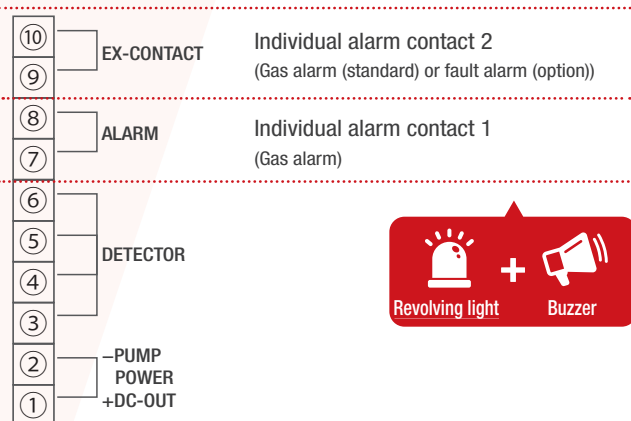 ⑩
EX-CONTACT
Individual alarm contact 2
⑨
(Gas alarm (standard) or fault alarm (option))
⑧
ALARM
Individual alarm contact 1
⑦
(Gas alarm)
⑥
⑤
DETECTOR
④
③
Revolving light + Buzzer
②
−PUMP
POWER
①
+DC-OUT